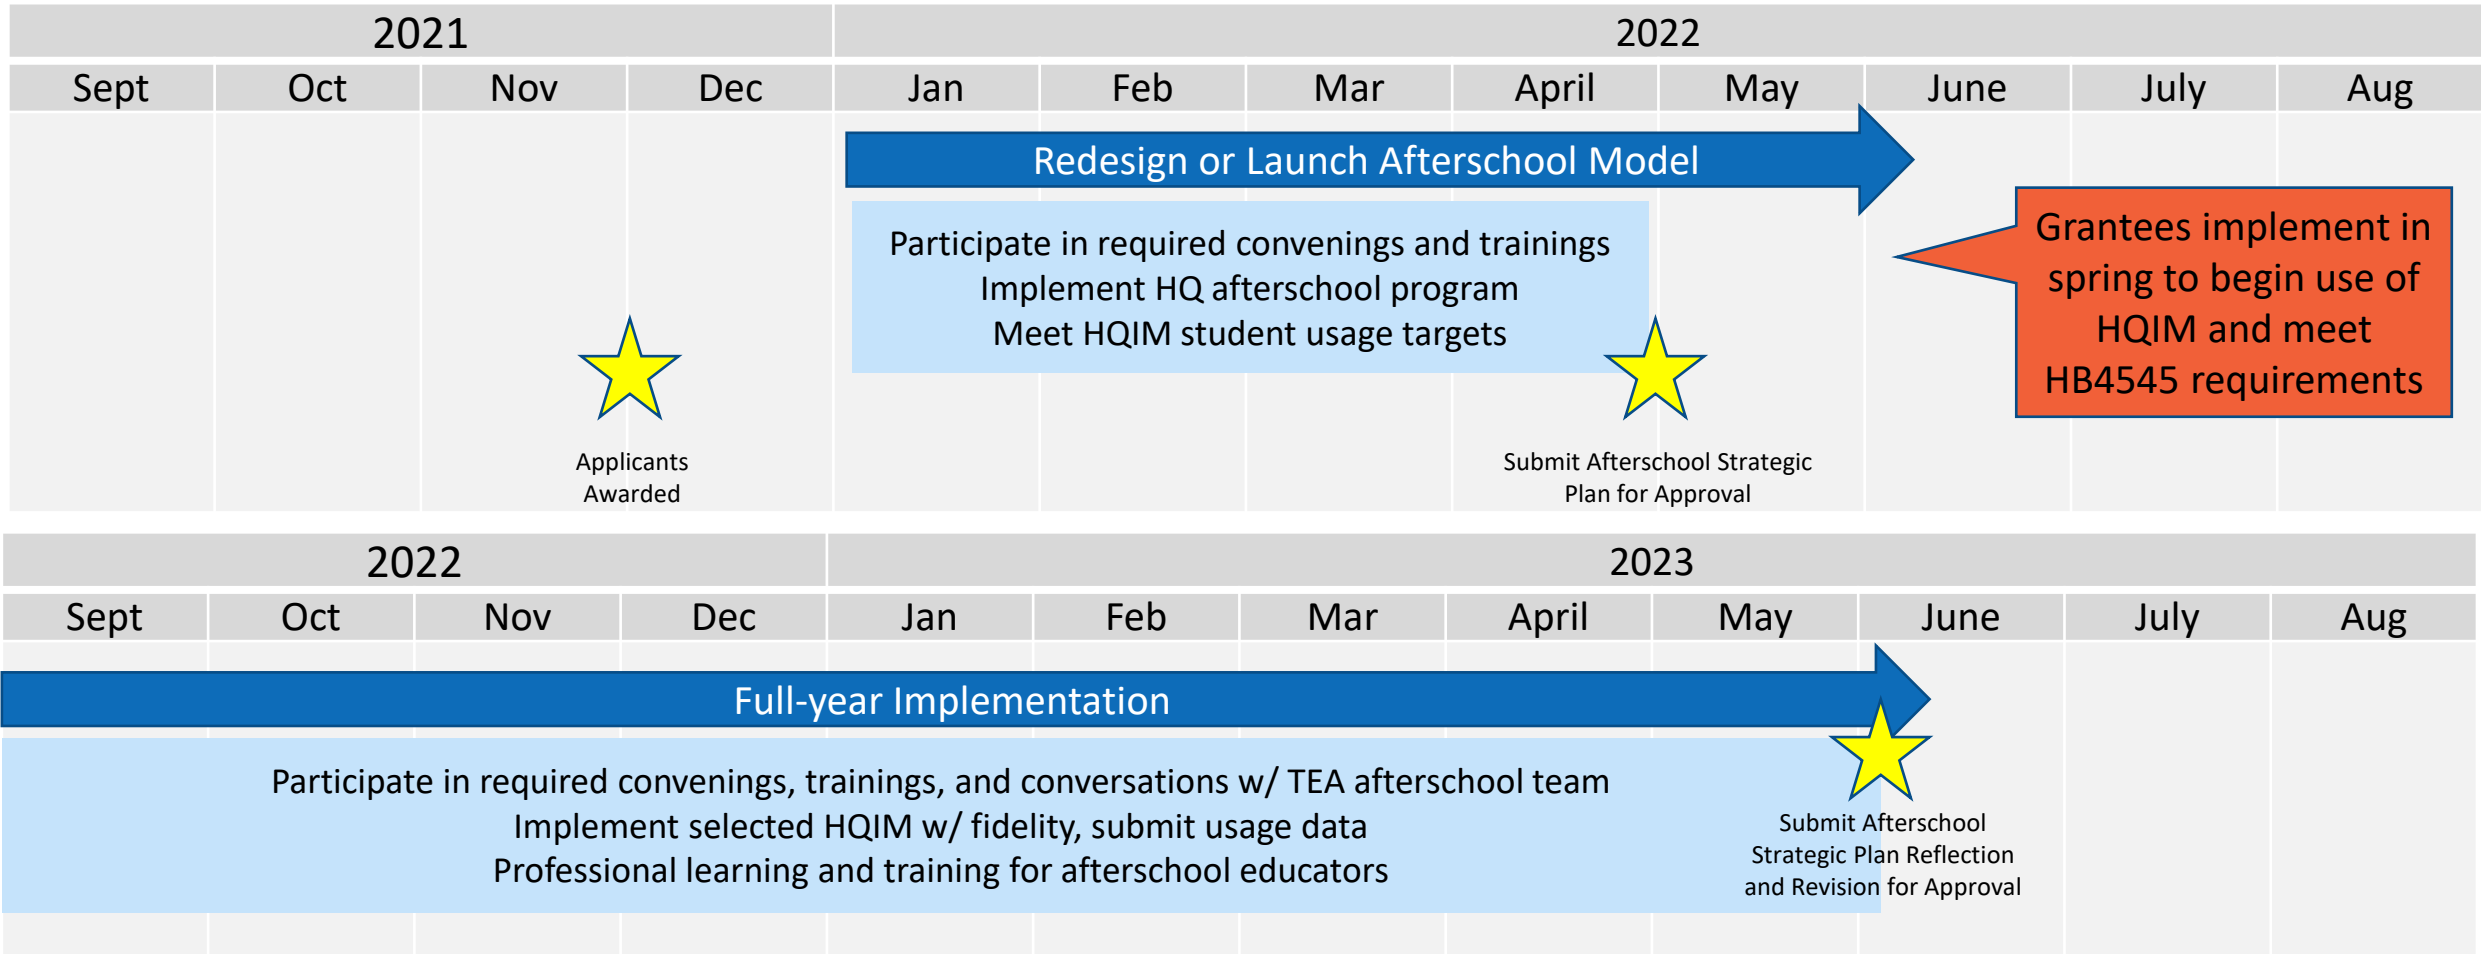 2021
2022
Sept
Oct
Nov
Dec
Jan
Feb
Mar
April
May
June
July
Aug
Redesign or Launch Afterschool Model
Participate in required convenings and trainings
Implement HQ afterschool program
Meet HQIM student usage targets
Grantees implement in
spring to begin use of
HQIM and meet
HB4545 requirements
Applicants
Awarded
Submit Afterschool Strategic
Plan for Approval
2022
2023
Sept
Oct
Nov
Dec
Jan
Feb
Mar
April
May
June
July
Aug
Full-year Implementation
Participate in required convenings, trainings, and conversations w/ TEA afterschool team
Implement selected HQIM w/ fidelity, submit usage data
Professional learning and training for afterschool educators
Submit Afterschool
Strategic Plan Reflection
and Revision for Approval